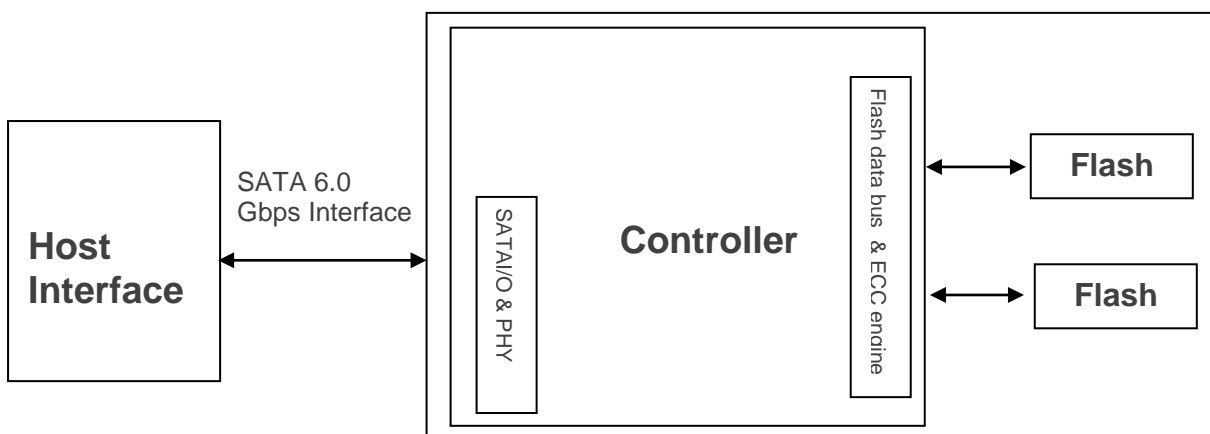 Host
Interface
SATA 6.0
Gbps Interface
SATAI/O & PHY
Controller
Flash data bus & ECC engine
Flash
Flash